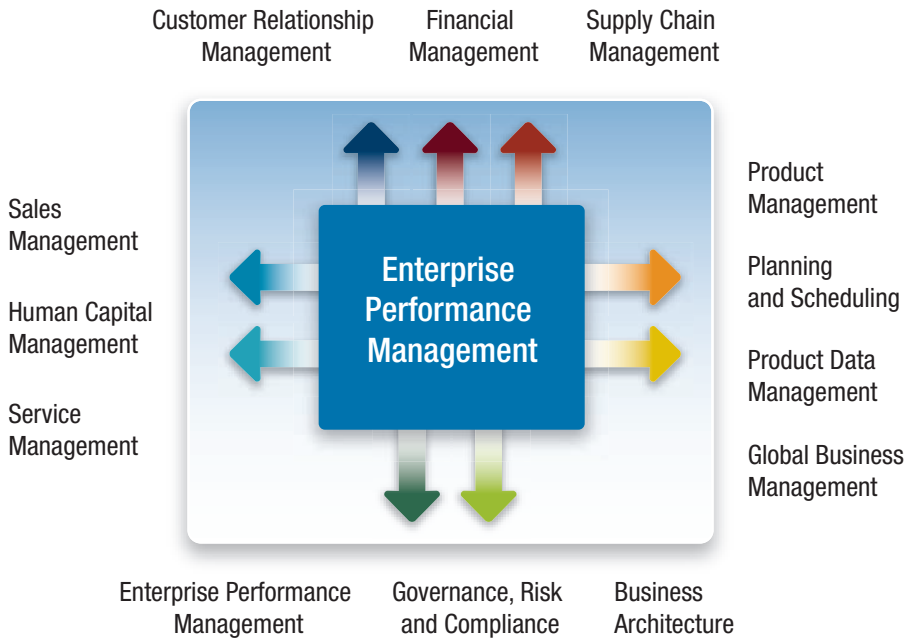 Customer Relationship
Management
Financial
Management
Supply Chain
Management
Sales
Management
Human Capital
Management
Service
Management
Enterprise
Performance
Management
Product
Management
Planning
and Scheduling
Product Data
Management
Global Business
Management
Enterprise Performance
Management
Governance, Risk
and Compliance
Business
Architecture